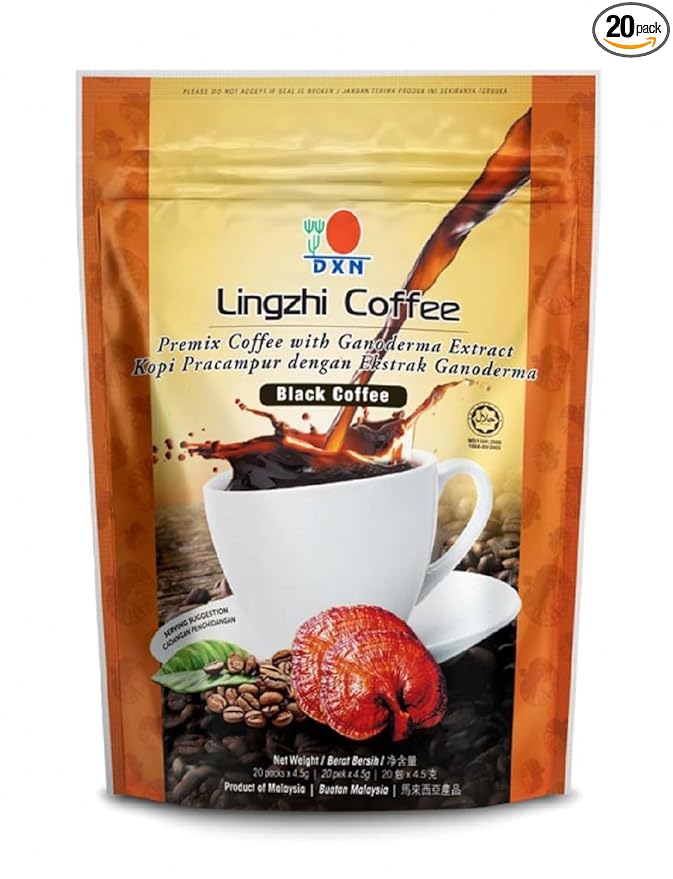 20 pack
PLEASE DO NOT ACCEPT IF SEAL IS BROKEN / JANGAN TERIMA PRODUK INI SEKIRANYA TERBUKA
DXN
Lingzhi Coffee
Premix Coffee with Ganoderma Extract
Kopi Pracampur dengan Ekstrak Ganoderma
Black Coffee
حلال
SERVING SUGGESTION
CADANGAN PENGHIDANGAN
Net Weight / Berat Bersih / 净含量
20 packs x 4.5g | 20 pek x 4.5g | 20 包 x 4.5 克
Product of Malaysia | Buatan Malaysia | 馬來西亞產品